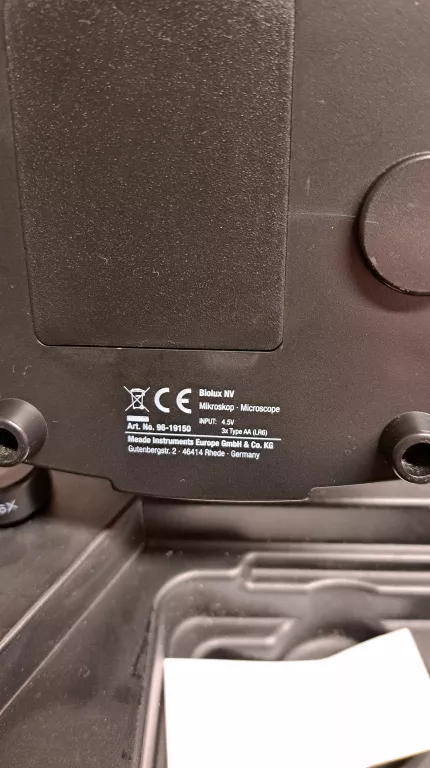 CE
Biolux NV
Mikroskop · Microscope
INPUT: 4.5V
3x Type AA (LR6)
Art. No. 96-19150
Meade Instruments Europe GmbH & Co. KG
Gutenbergstr. 2 · 46414 Rhede · Germany